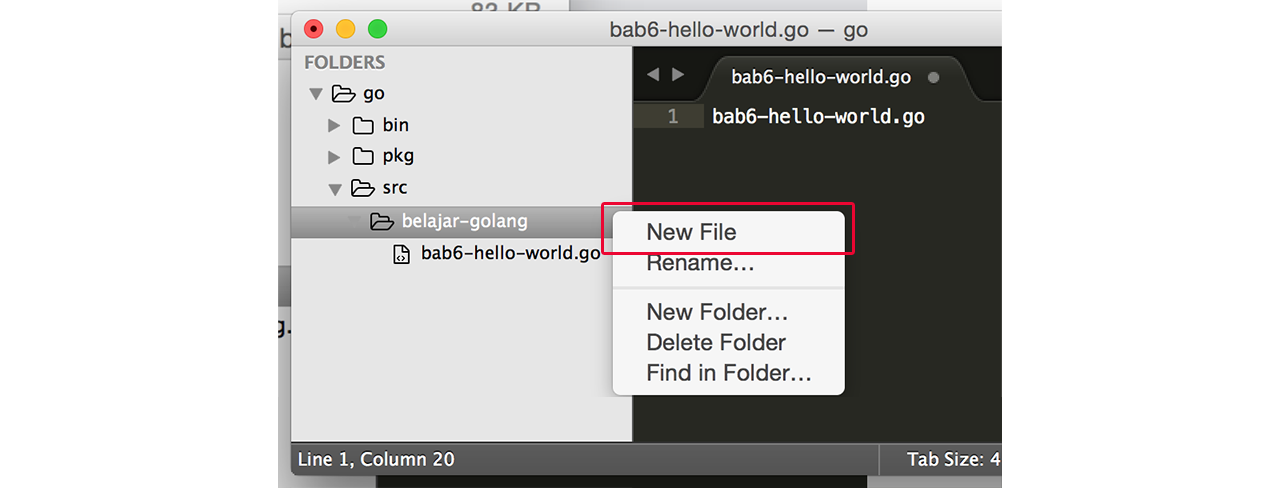 bab6-hello-world.go — go
FOLDERS
go
bin
pkg
src
belajar-golang
bab6-hello-world.go
bab6-hello-world.go
1 bab6-hello-world.go
New File
Rename...
New Folder...
Delete Folder
Find in Folder...
Line 1, Column 20
Tab Size: 4